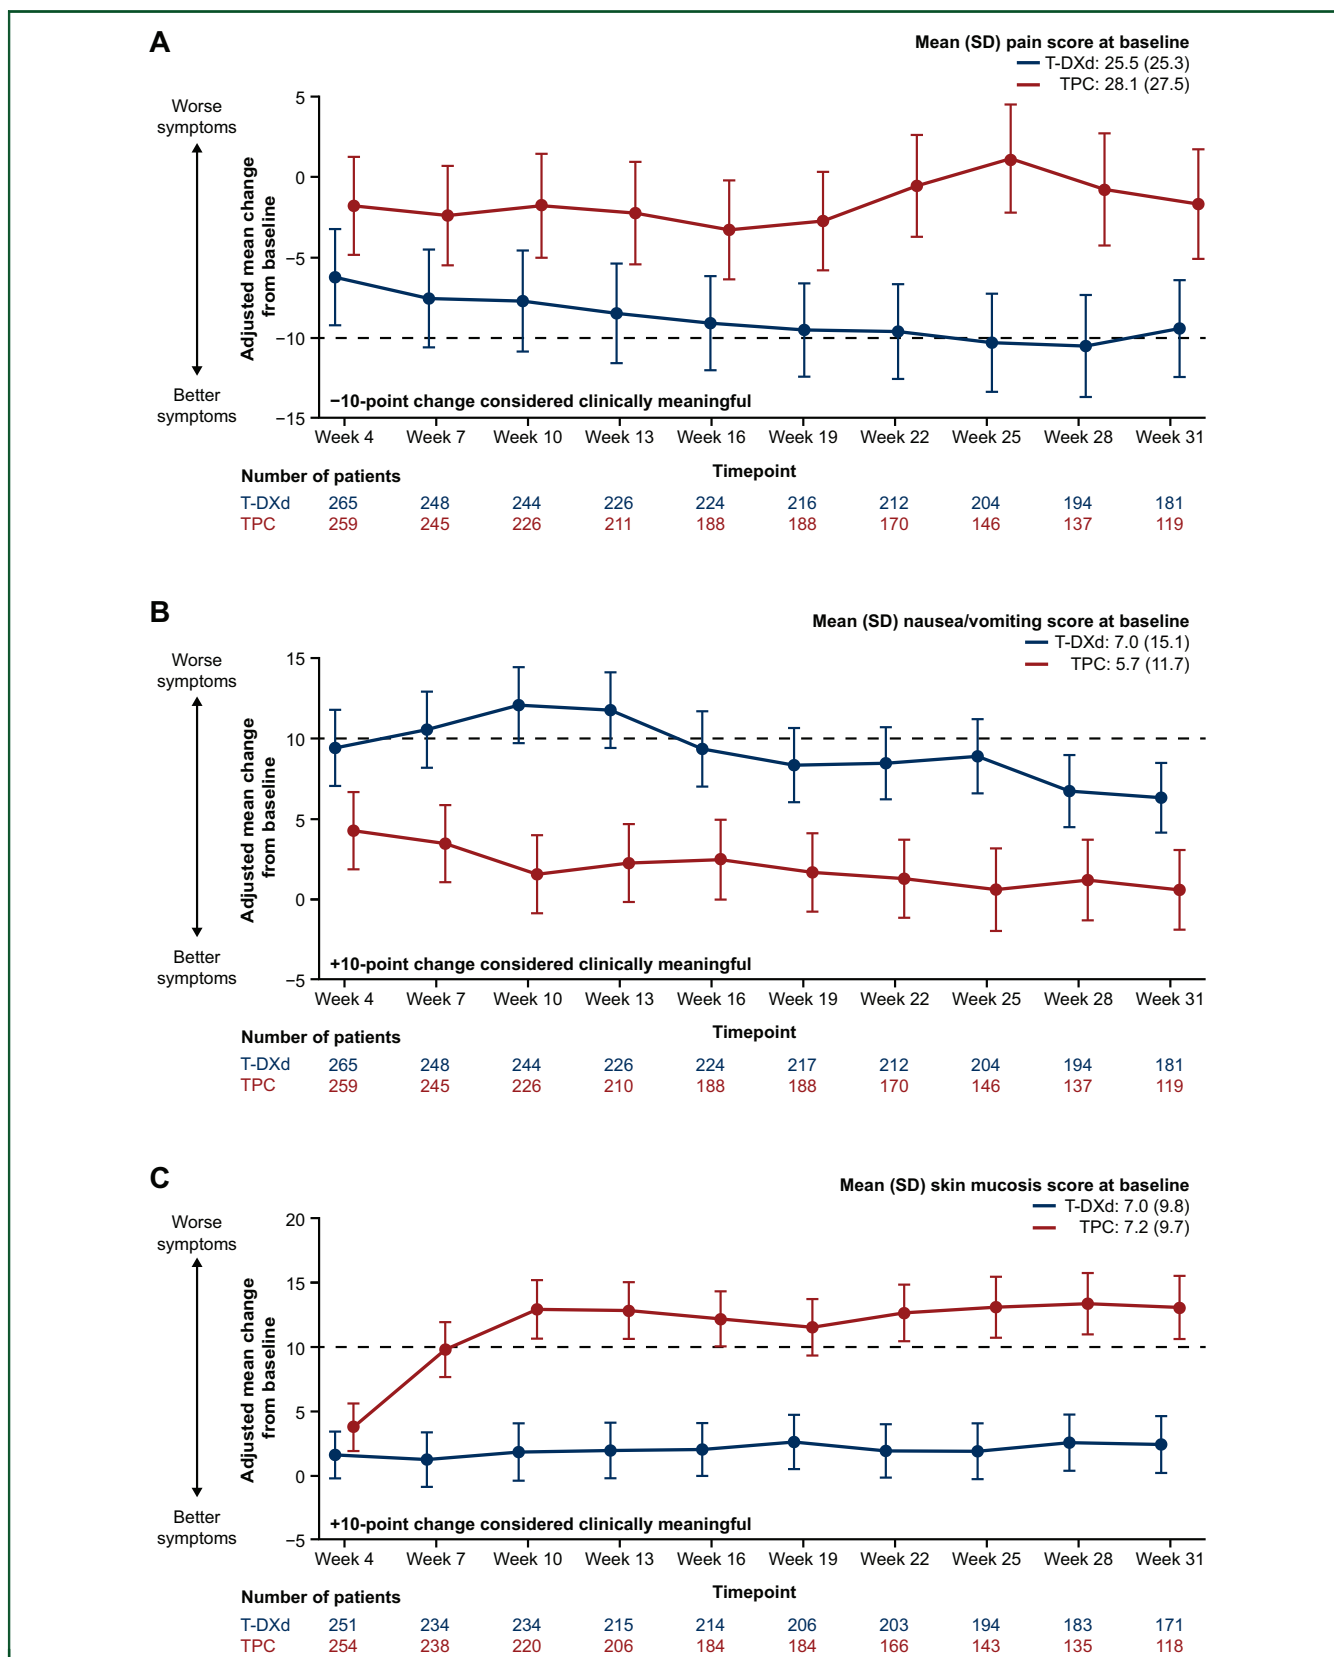 A
Mean (SD) pain score at baseline
T-DXd: 25.5 (25.3)
TPC: 28.1 (27.5)
Worse
symptoms
Better
symptoms
Adjusted mean change
from baseline
5
0
−5
−10
−15
−10-point change considered clinically meaningful
Week 4 Week 7 Week 10 Week 13 Week 16 Week 19 Week 22 Week 25 Week 28 Week 31
Timepoint
Number of patients
T-DXd 265 248 244 226 224 216 212 204 194 181
TPC 259 245 226 211 188 188 170 146 137 119
B
Mean (SD) nausea/vomiting score at baseline
T-DXd: 7.0 (15.1)
TPC: 5.7 (11.7)
Worse
symptoms
Better
symptoms
Adjusted mean change
from baseline
15
10
5
0
−5
+10-point change considered clinically meaningful
Week 4 Week 7 Week 10 Week 13 Week 16 Week 19 Week 22 Week 25 Week 28 Week 31
Timepoint
Number of patients
T-DXd 265 248 244 226 224 217 212 204 194 181
TPC 259 245 226 210 188 188 170 146 137 119
C
Mean (SD) skin mucosis score at baseline
T-DXd: 7.0 (9.8)
TPC: 7.2 (9.7)
Worse
symptoms
Better
symptoms
Adjusted mean change
from baseline
20
15
10
5
0
−5
+10-point change considered clinically meaningful
Week 4 Week 7 Week 10 Week 13 Week 16 Week 19 Week 22 Week 25 Week 28 Week 31
Timepoint
Number of patients
T-DXd 251 234 234 215 214 206 203 194 183 171
TPC 254 238 220 206 184 184 166 143 135 118